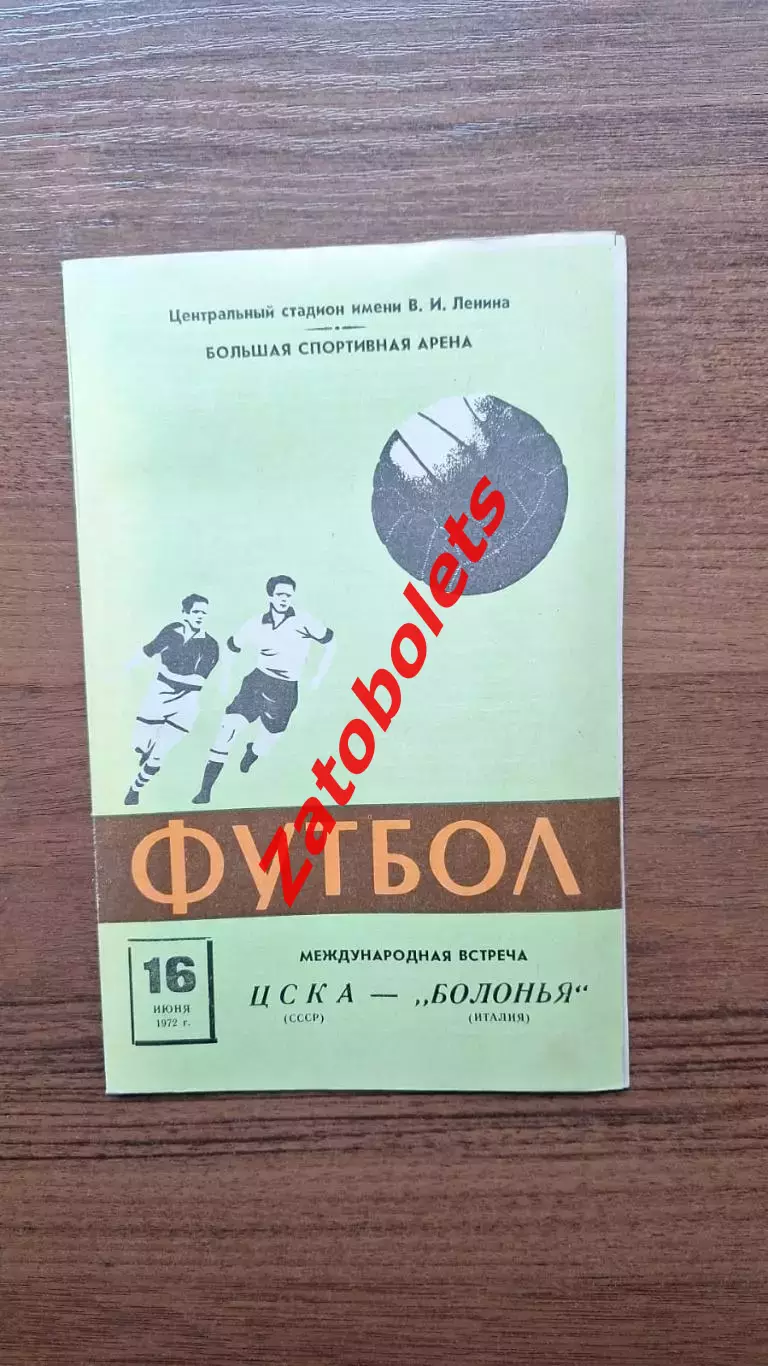 Центральный стадион имени В. И. Ленина
БОЛЬШАЯ СПОРТИВНАЯ АРЕНА
Zatobolets
ФУТБОЛ
16
ИЮНЯ
1972 г.
МЕЖДУНАРОДНАЯ ВСТРЕЧА
ЦСКА — „БОЛОНЬЯ“
(СССР) (ИТАЛИЯ)